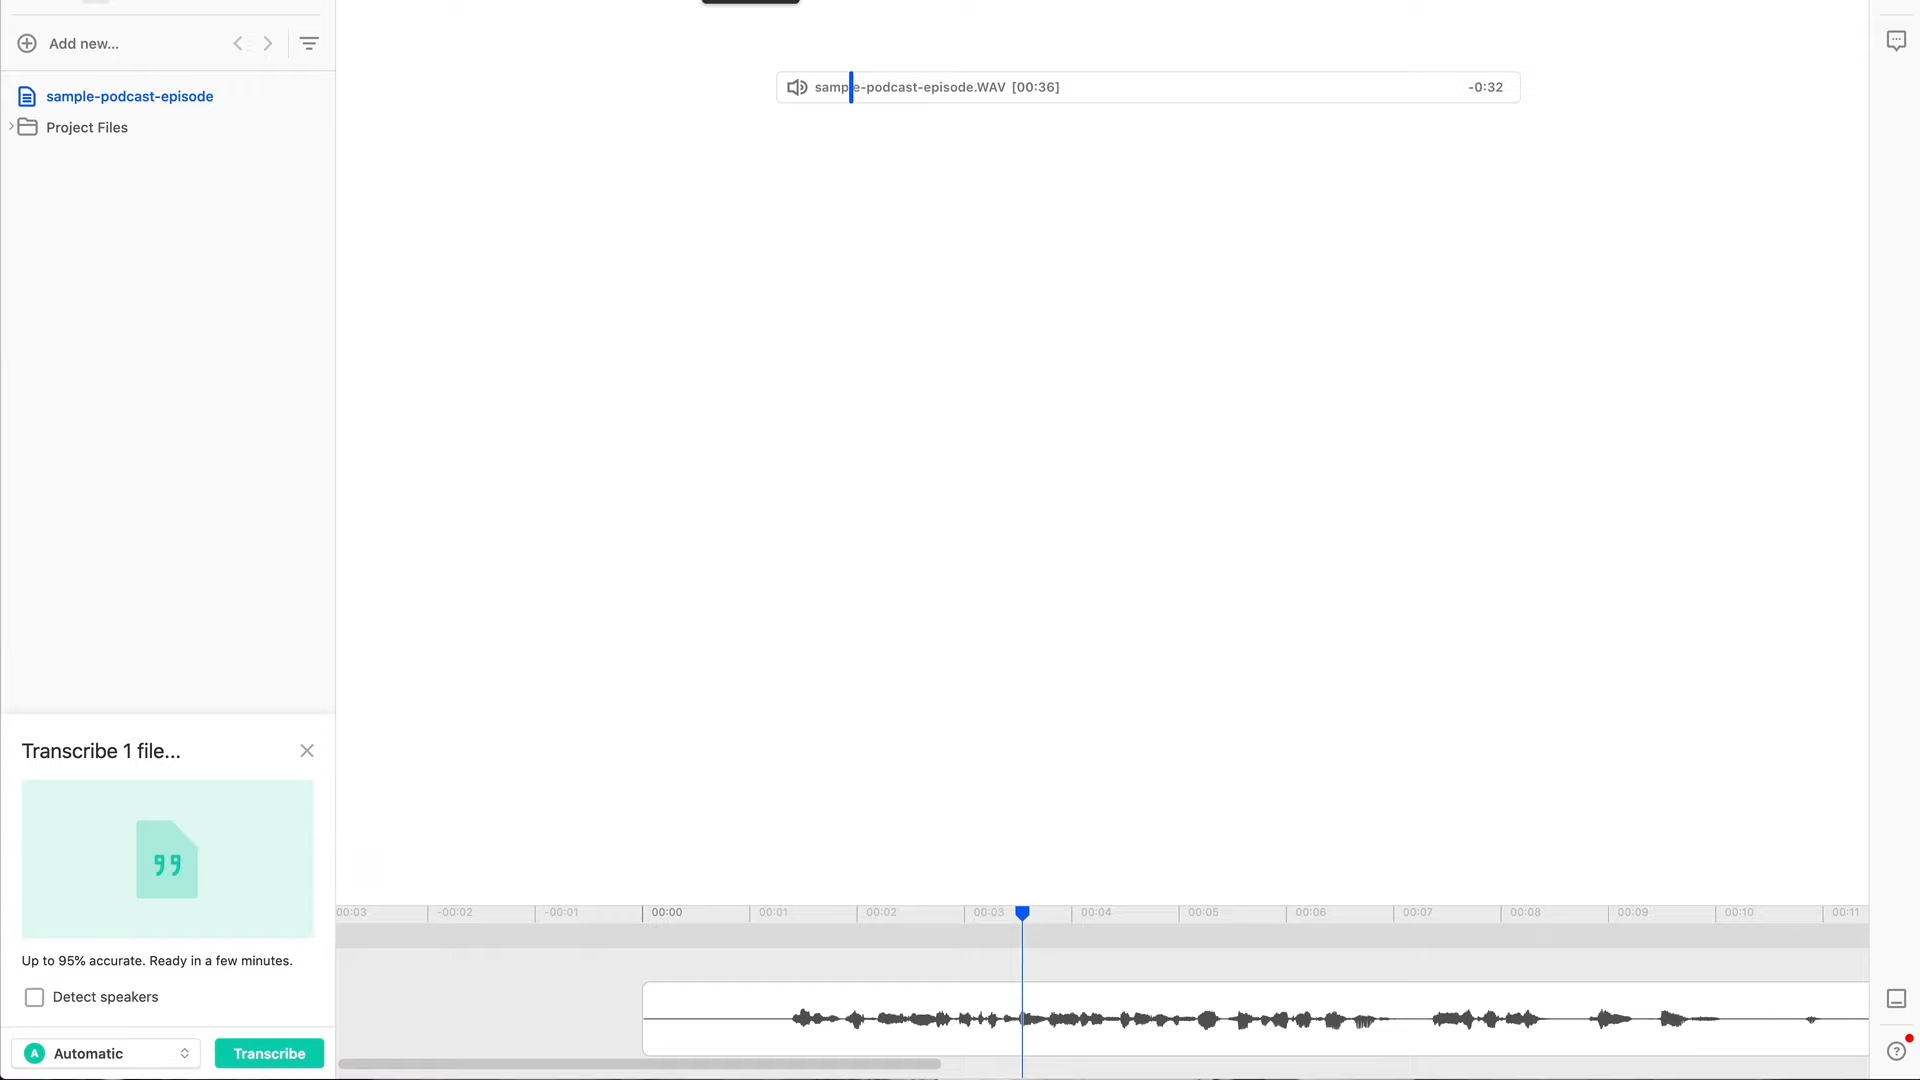 Add new...
sample-podcast-episode
Project Files
sample-podcast-episode.WAV [00:36]
-0:32
Transcribe 1 file...
Up to 95% accurate. Ready in a few minutes.
Detect speakers
A Automatic
Transcribe
00:03 -00:02 -00:01 00:00 00:01 00:02 00:03 00:04 00:05 00:06 00:07 00:08 00:09 00:10 00:11